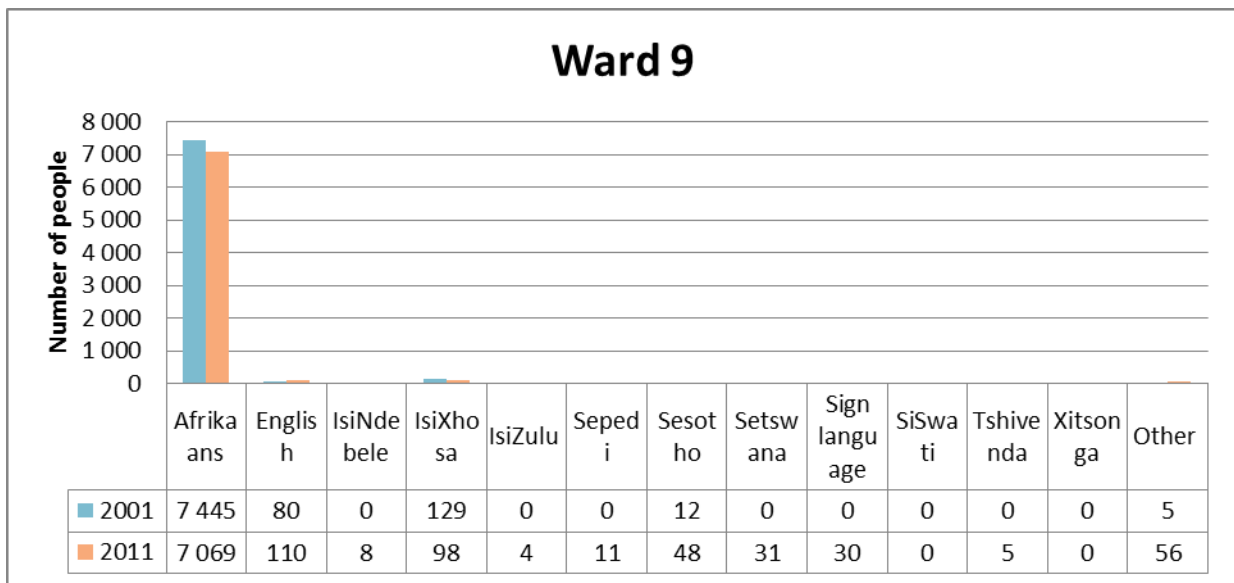 Ward 9
Number of people
8 000
7 000
6 000
5 000
4 000
3 000
2 000
1 000
0
Afrika
ans
Englis
h
IsiNde
bele
IsiXho
sa
IsiZulu
Seped
i
Sesot
ho
Setsw
ana
Sign
langu
age
SiSwa
ti
Tshive
nda
Xitson
ga
Other
2001 7 445 80 0 129 0 0 12 0 0 0 0 0 5
2011 7 069 110 8 98 4 11 48 31 30 0 5 0 56